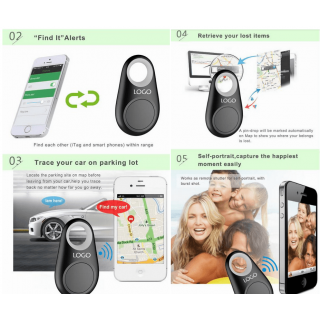 02
"Find It"Alerts
LOGO
Find each other (iTag and smart phones) within range
04
Retrieve your lost items
LOGO
A pin-drop will be marked automatically
on Map to show you where your belongs
is lost.
03
Trace your car on parking lot
Locate the parking site on map before
leaving from your car,help you trace
back no matter how far you go away.
Find my car!
LOGO
05
Self-portrait,capture the happiest
moment easily
Works as remote shutter for self-portrait, with
burst shot.
LOGO